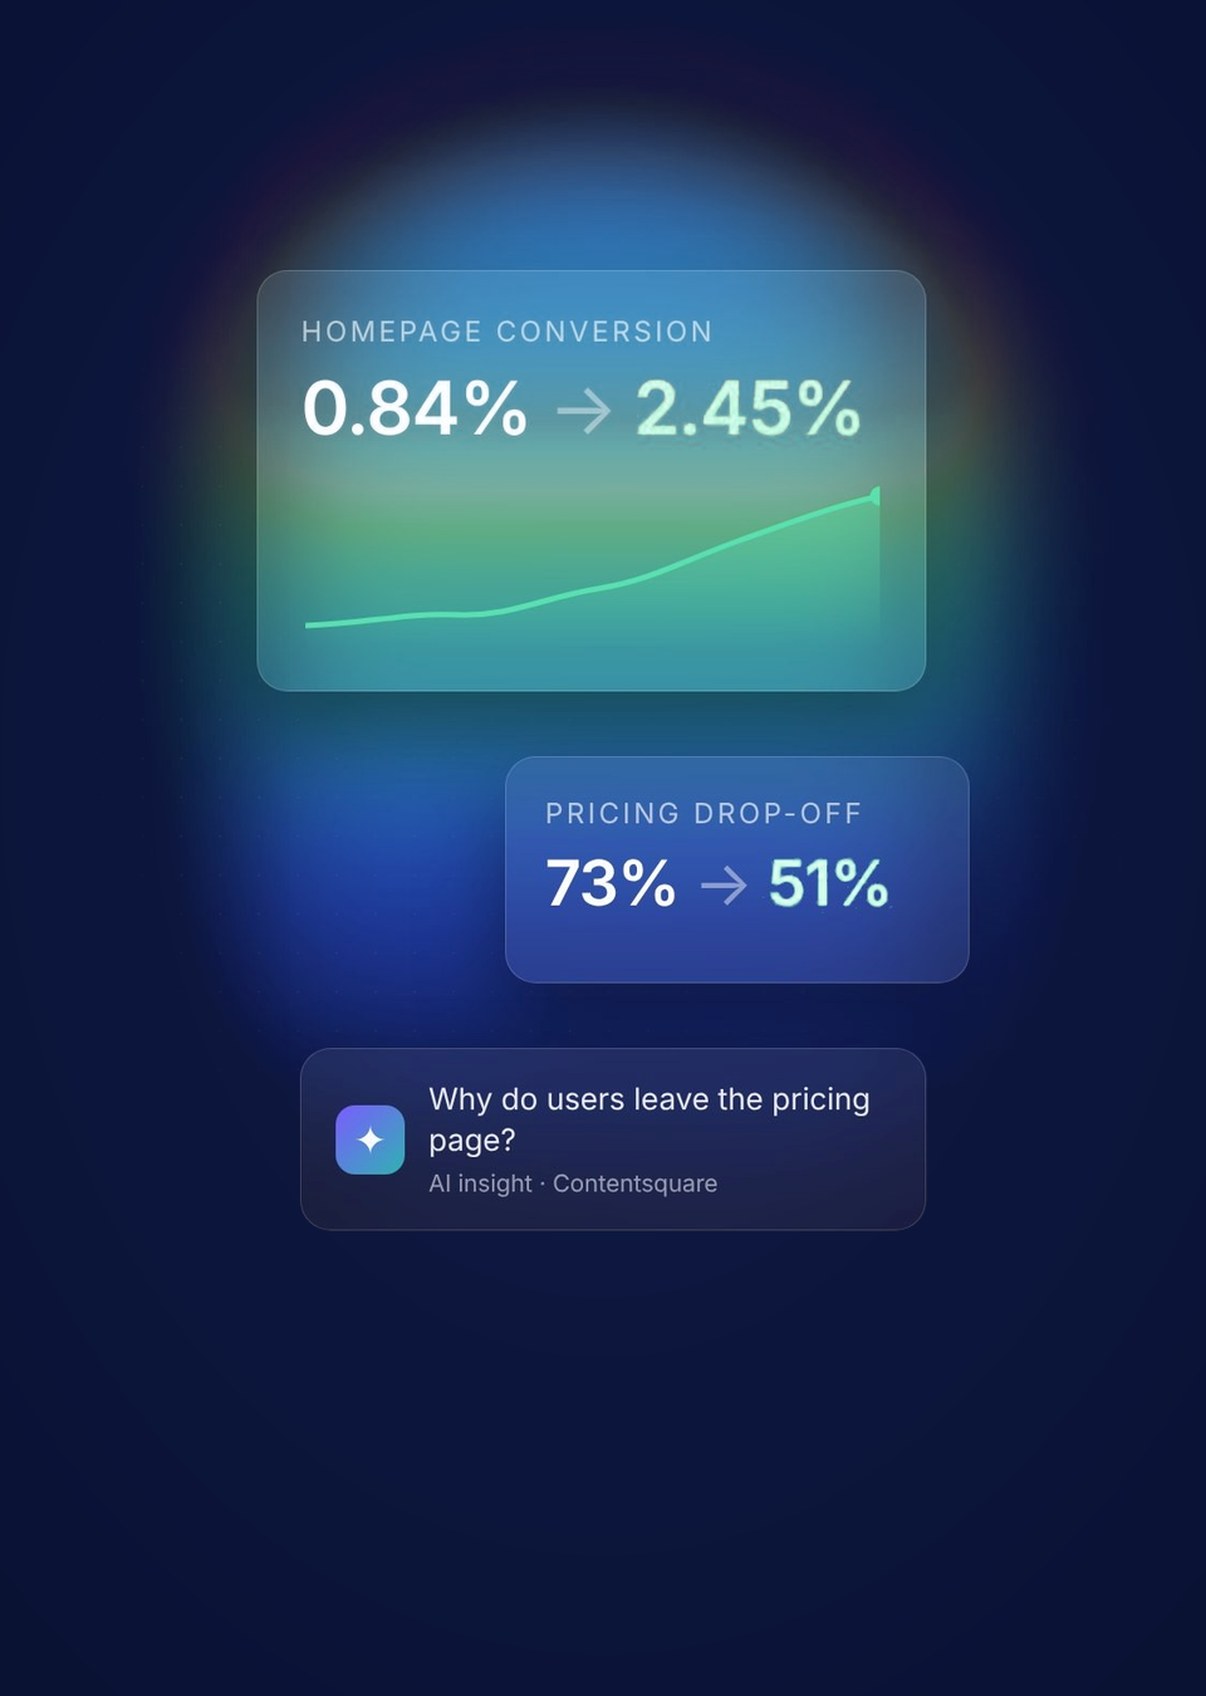 HOMEPAGE CONVERSION
0.84% → 2.45%
PRICING DROP-OFF
73% → 51%
Why do users leave the pricing
page?
AI insight · Contentsquare